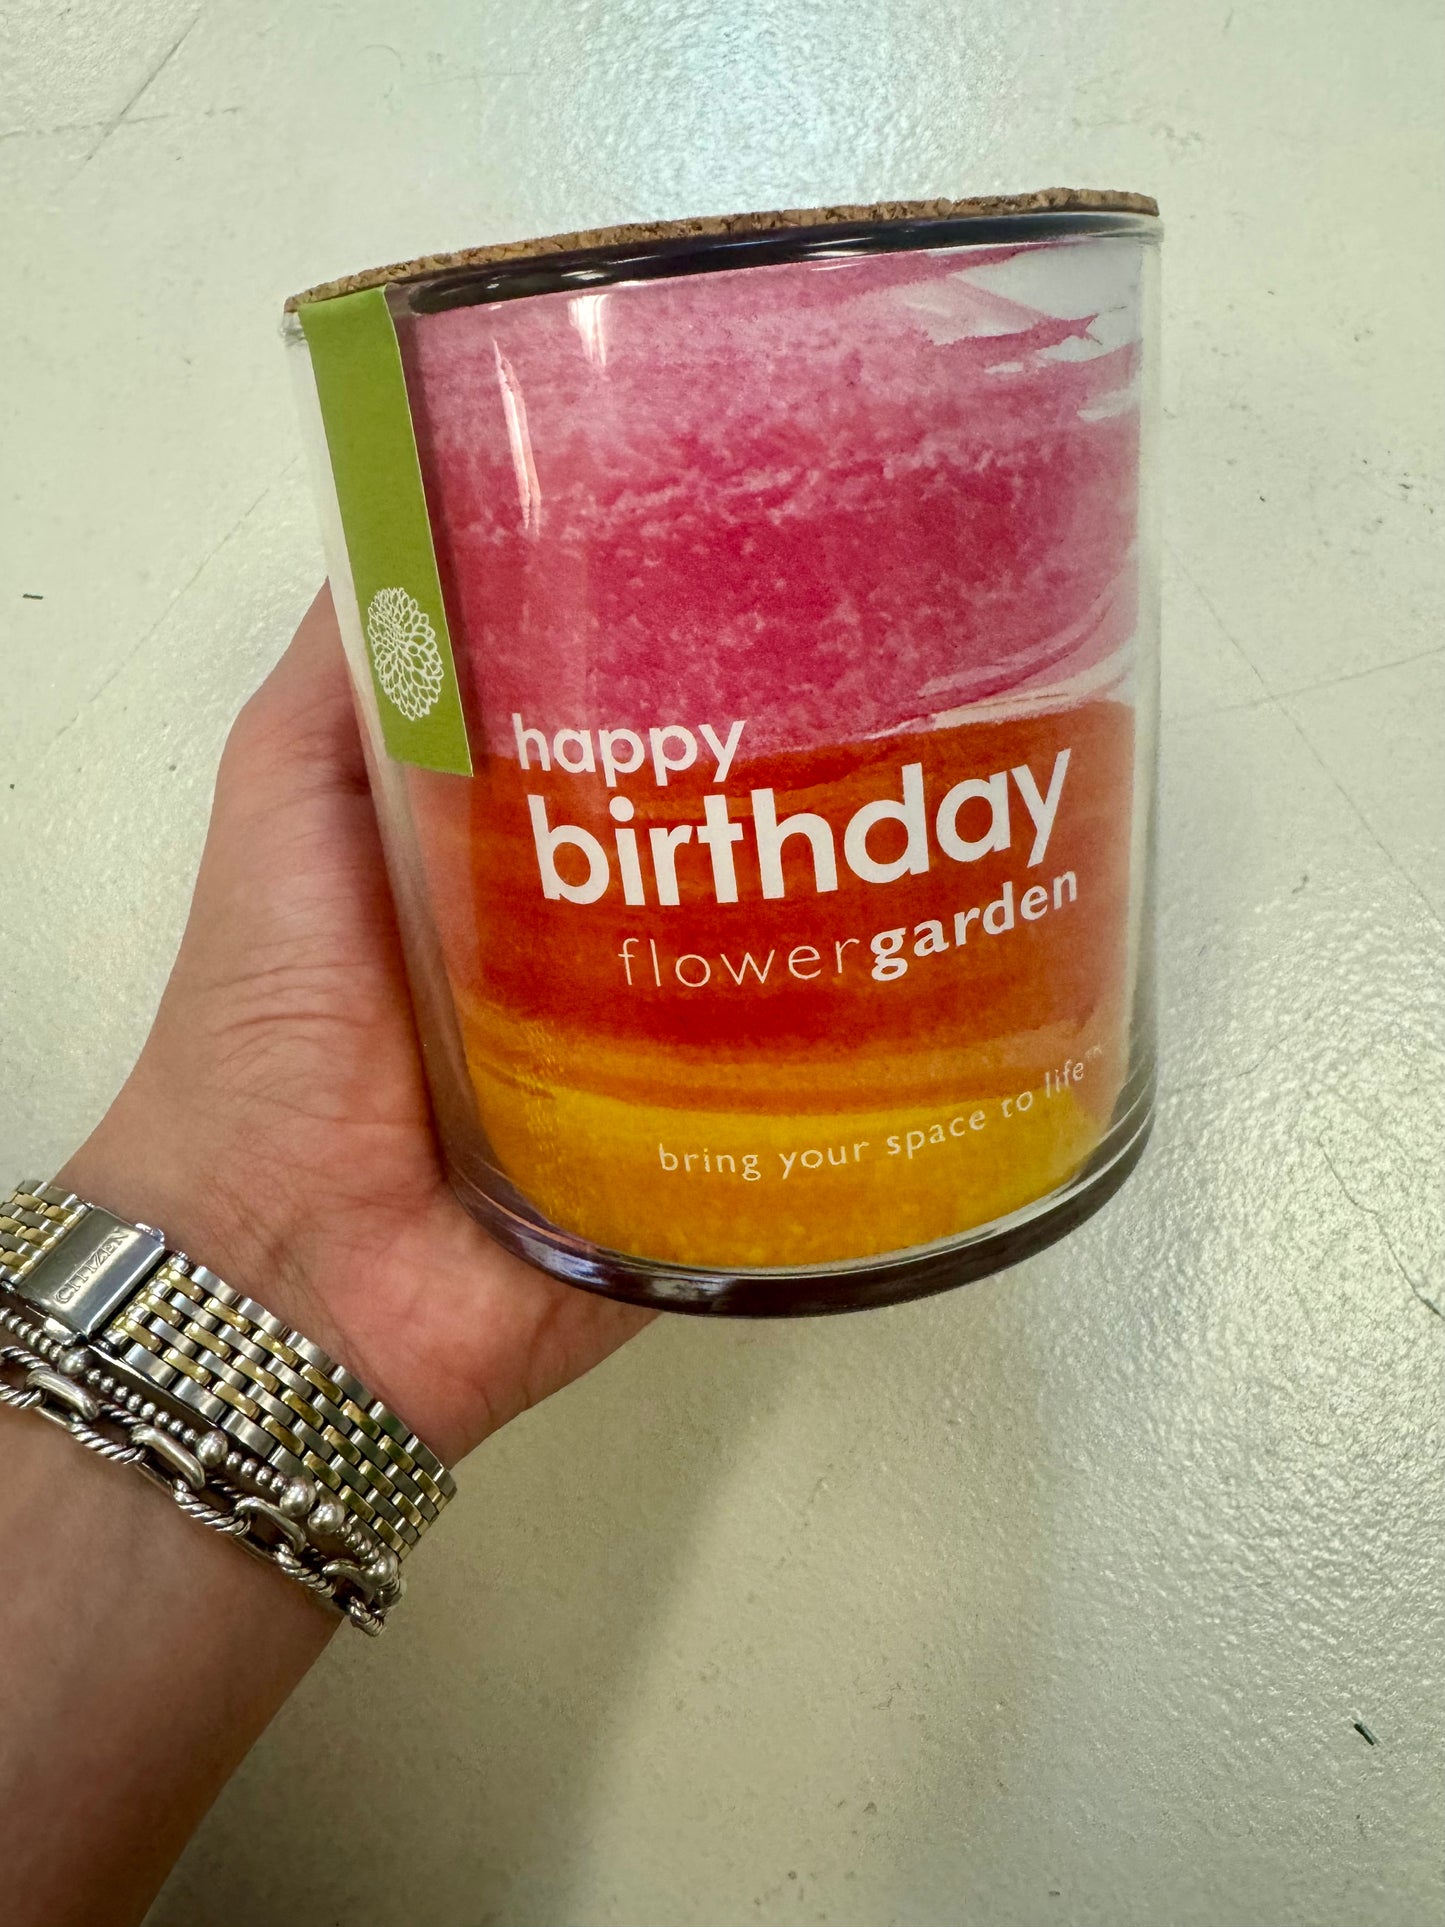 happy
birthday
flowergarden
bring your space to life™
CITIZEN